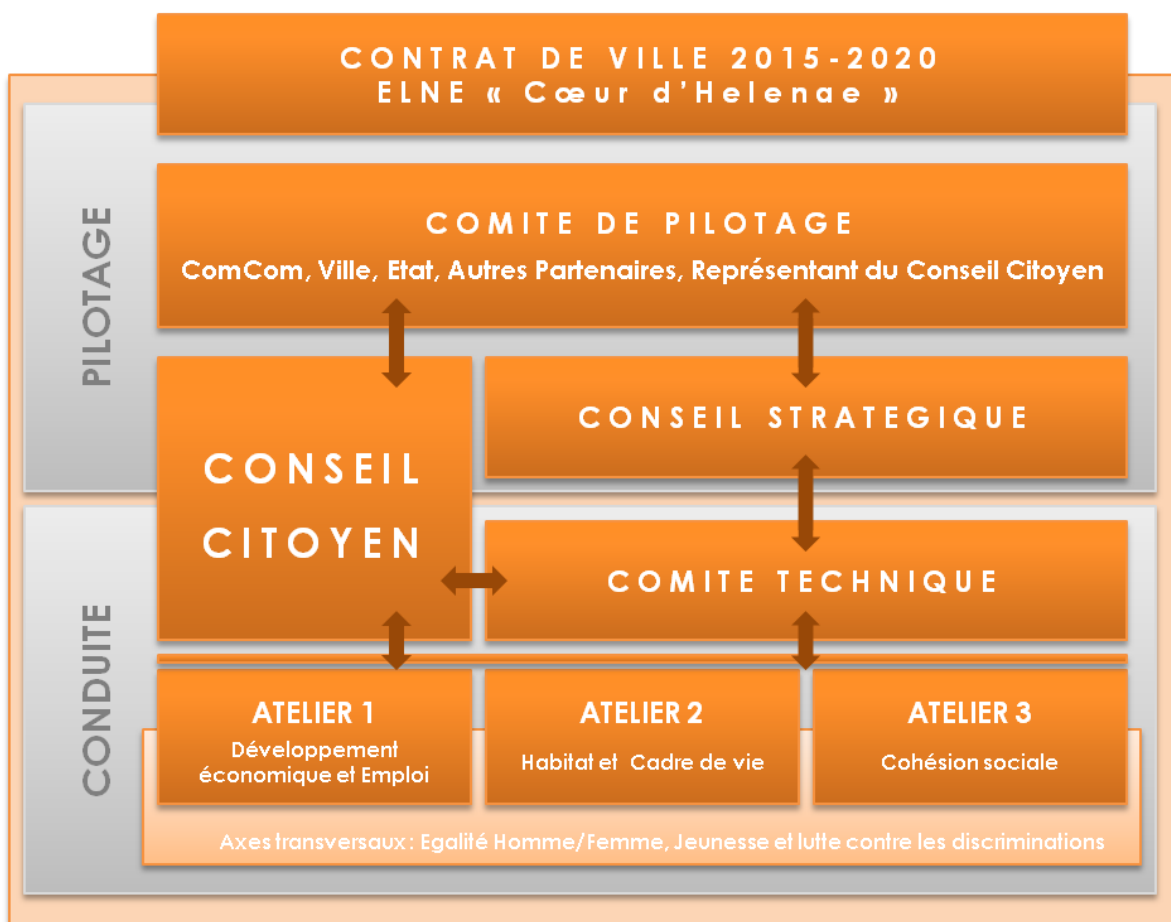 CONTRAT DE VILLE 2015-2020
ELNE « Cœur d'Helenae »
PILOTAGE
COMITE DE PILOTAGE
ComCom, Ville, Etat, Autres Partenaires, Représentant du Conseil Citoyen
CONSEIL
CITOYEN
CONSEIL STRATEGIQUE
CONDUITE
COMITE TECHNIQUE
ATELIER 1
Développement
économique et Emploi
ATELIER 2
Habitat et Cadre de vie
ATELIER 3
Cohésion sociale
Axes transversaux : Egalité Homme/Femme, Jeunesse et lutte contre les discriminations